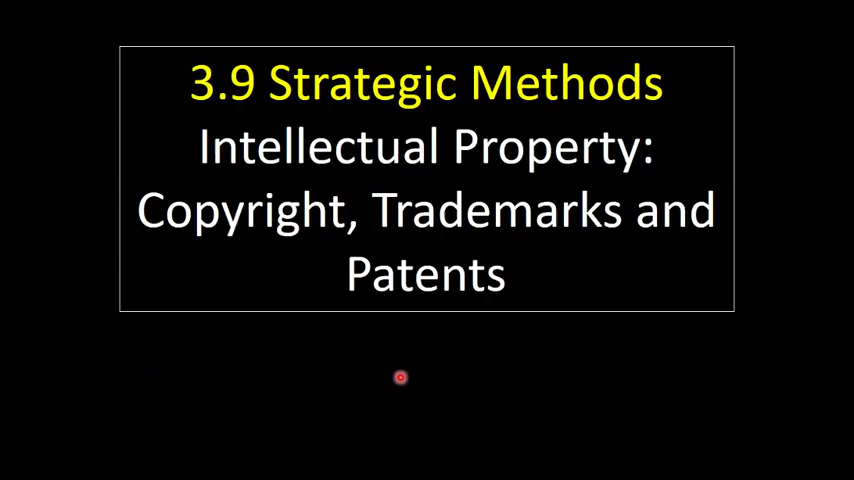 3.9 Strategic Methods
Intellectual Property:
Copyright, Trademarks and
Patents